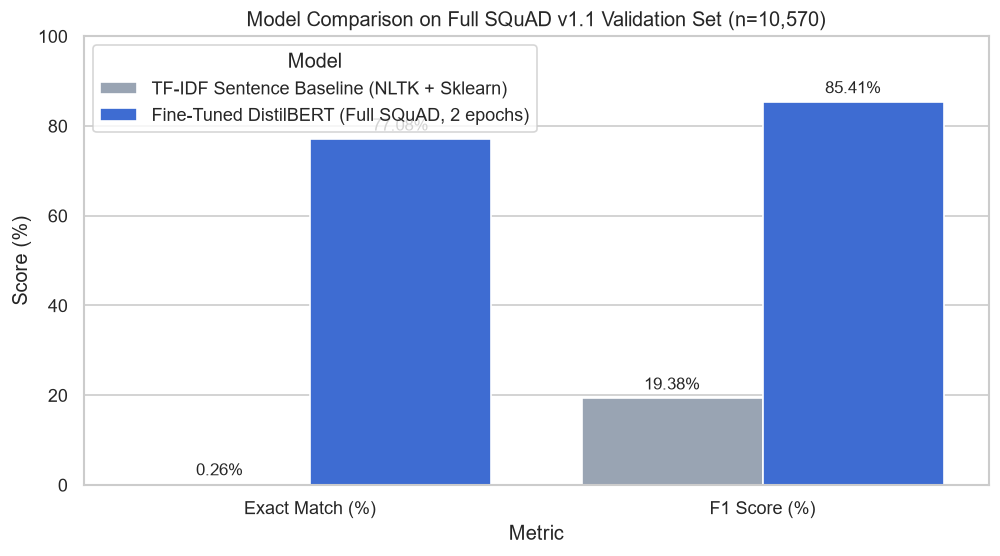 Model Comparison on Full SQuAD v1.1 Validation Set (n=10,570)
Model
TF-IDF Sentence Baseline (NLTK + Sklearn)
Fine-Tuned DistilBERT (Full SQuAD, 2 epochs)
100
80
60
40
20
0
Score (%)
77.08%
85.41%
19.38%
0.26%
Exact Match (%)
F1 Score (%)
Metric